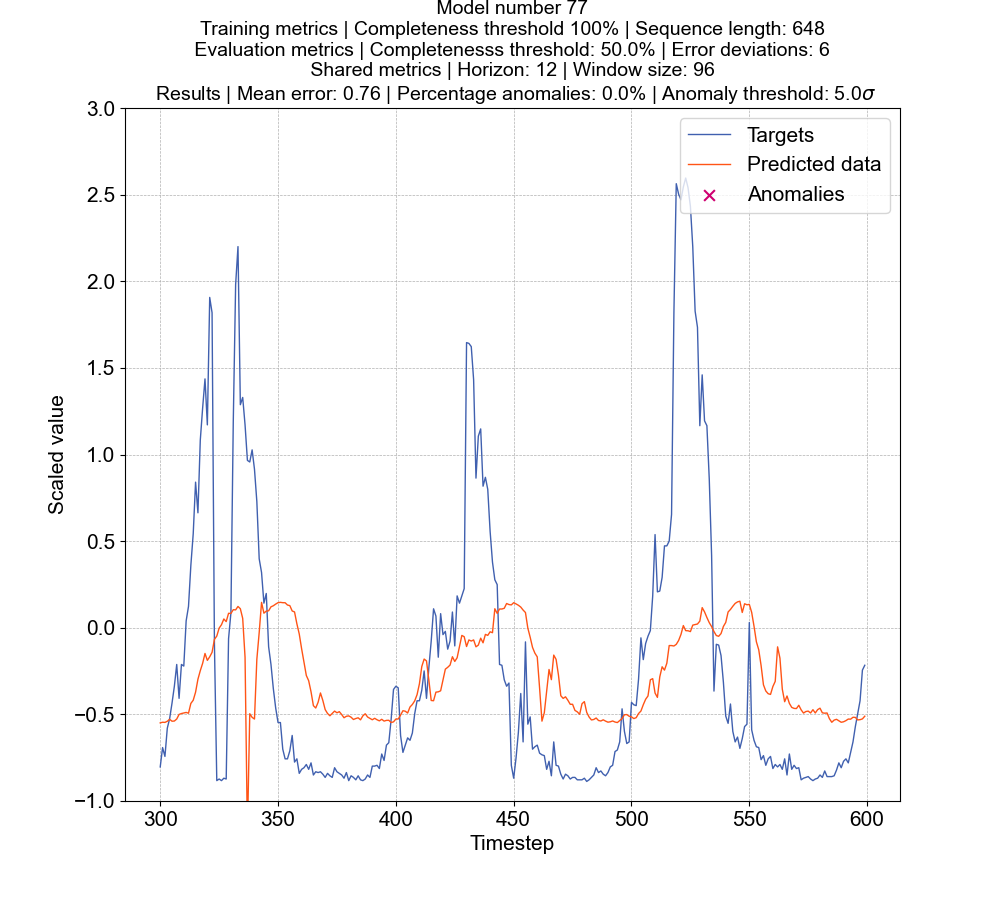 Model number 77
Training metrics | Completeness threshold 100% | Sequence length: 648
Evaluation metrics | Completenesss threshold: 50.0% | Error deviations: 6
Shared metrics | Horizon: 12 | Window size: 96
Results | Mean error: 0.76 | Percentage anomalies: 0.0% | Anomaly threshold: 5.0σ
Targets
Predicted data
Anomalies
3.0
2.5
2.0
1.5
1.0
0.5
0.0
−0.5
−1.0
Scaled value
300 350 400 450 500 550 600
Timestep